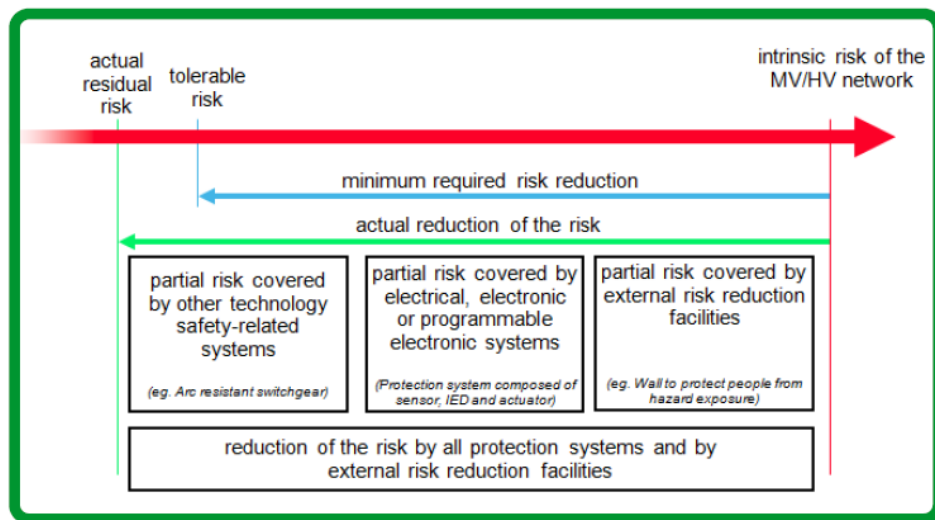 actual
residual
risk
tolerable
risk
intrinsic risk of the
MV/HV network
minimum required risk reduction
actual reduction of the risk
partial risk covered
by other technology
safety-related
systems
(eg. Arc resistant switchgear)
partial risk covered by
electrical, electronic
or programmable
electronic systems
(Protection system composed of
sensor, IED and actuator)
partial risk covered by
external risk reduction
facilities
(eg. Wall to protect people from
hazard exposure)
reduction of the risk by all protection systems and by
external risk reduction facilities